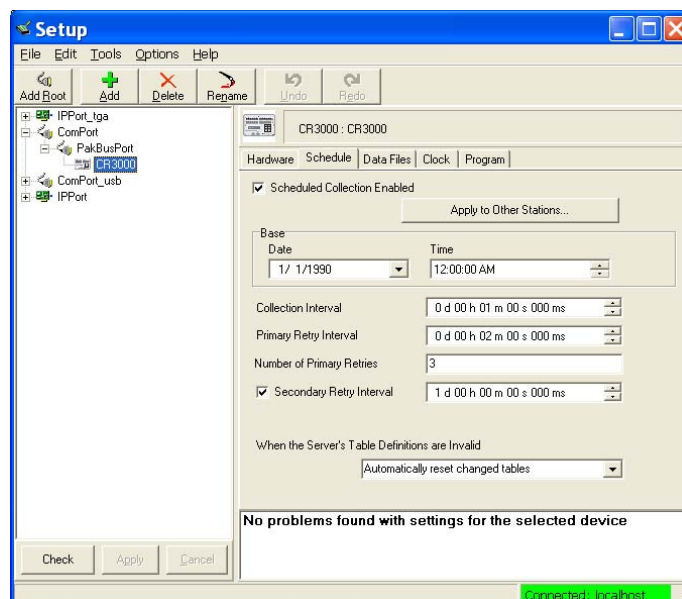 Setup
File Edit Tools Options Help
Add Root Add Delete Rename Undo Redo
IPPort_tga
ComPort
PakBusPort
CR3000
ComPort_usb
IPPort
CR3000 : CR3000
Hardware Schedule Data Files Clock Program
Scheduled Collection Enabled
Apply to Other Stations...
Base
Date Time
1/ 1/1990 12:00:00 AM
Collection Interval 0 d 00 h 01 m 00 s 000 ms
Primary Retry Interval 0 d 00 h 02 m 00 s 000 ms
Number of Primary Retries 3
Secondary Retry Interval 1 d 00 h 00 m 00 s 000 ms
When the Server's Table Definitions are Invalid
Automatically reset changed tables
No problems found with settings for the selected device
Check Apply Cancel
Connected: localhost